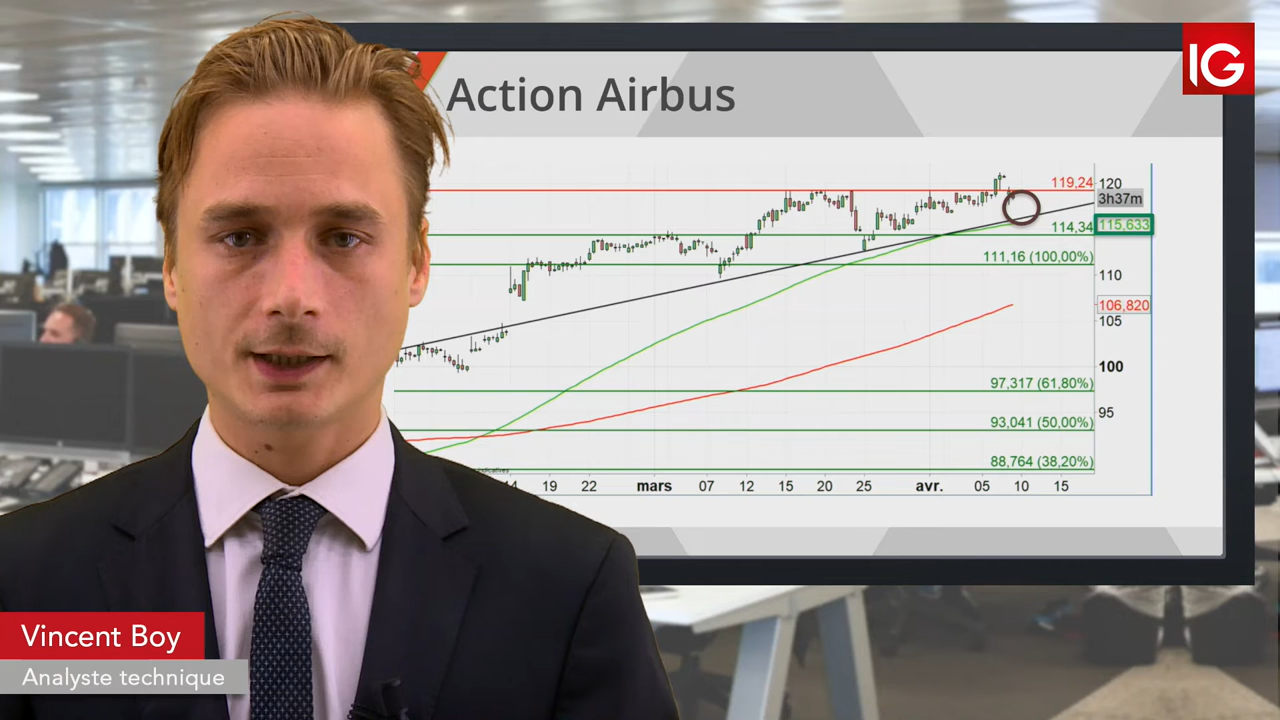 IG
Action Airbus
119,24
120
3h37m
115,633
114,34
111,16 (100,00%)
110
106,820
105
100
97,317 (61,80%)
95
93,041 (50,00%)
88,764 (38,20%)
19 22 mars 07 12 15 20 25 avr. 05 10 15
Vincent Boy
Analyste technique